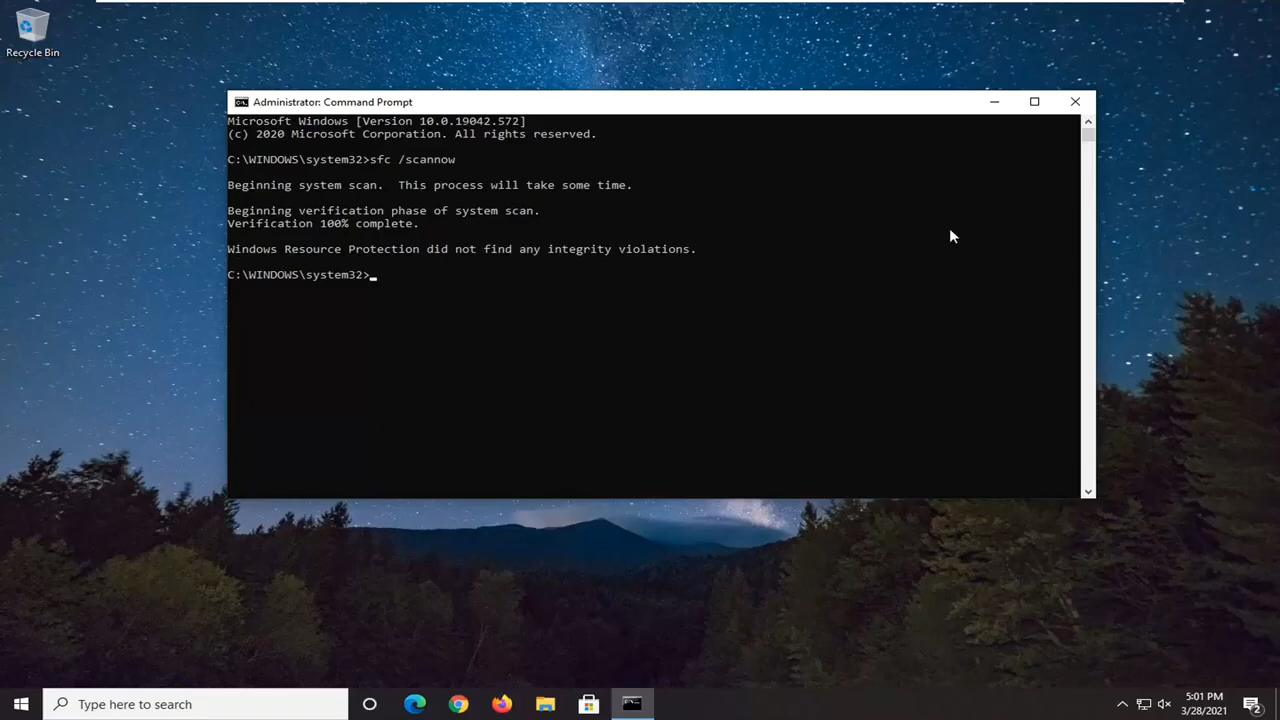 Recycle Bin
Administrator: Command Prompt
Microsoft Windows [Version 10.0.19042.572]
(c) 2020 Microsoft Corporation. All rights reserved.
C:\WINDOWS\system32>sfc /scannow
Beginning system scan.  This process will take some time.
Beginning verification phase of system scan.
Verification 100% complete.
Windows Resource Protection did not find any integrity violations.
C:\WINDOWS\system32>
Type here to search
5:01 PM
3/28/2021
2